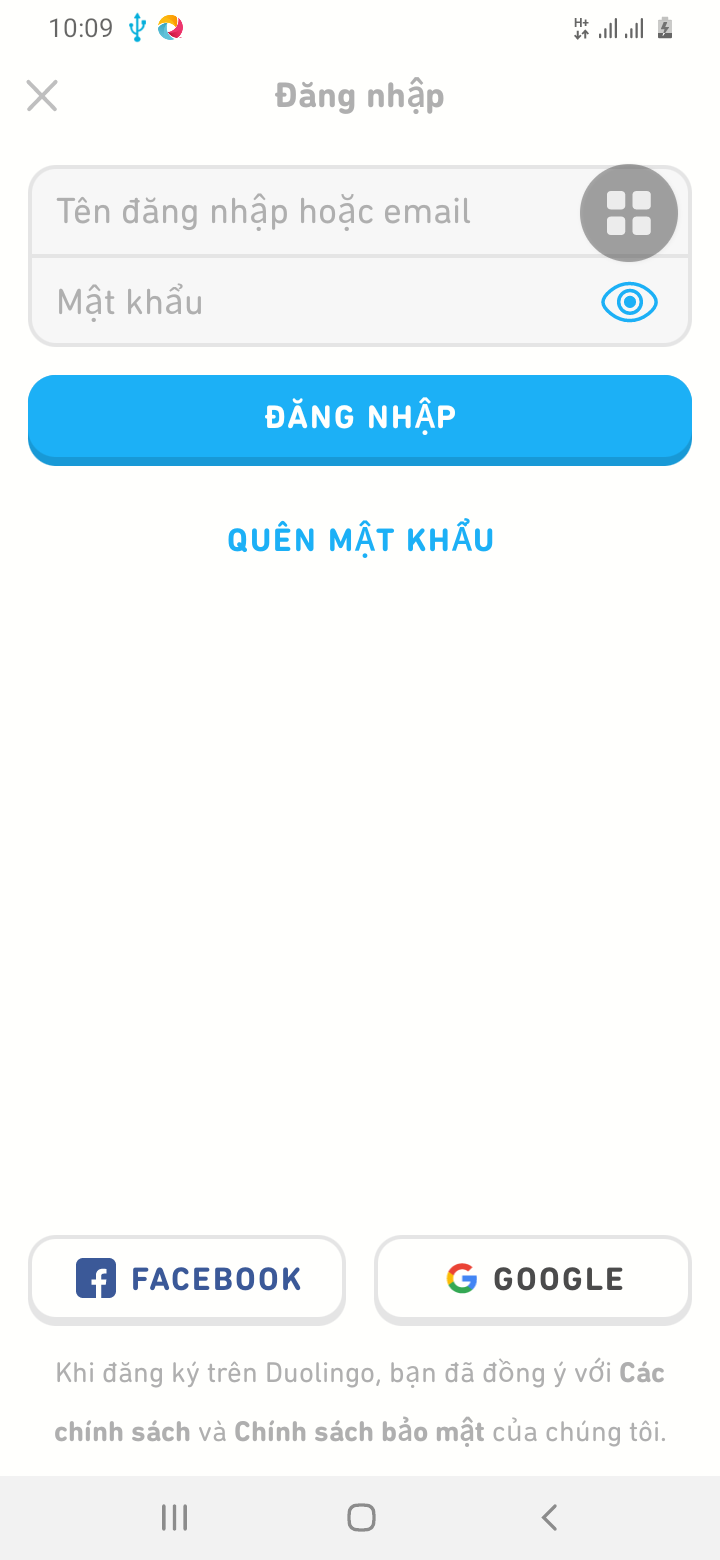 10:09
H+
Đăng nhập
Tên đăng nhập hoặc email
Mật khẩu
ĐĂNG NHẬP
QUÊN MẬT KHẨU
FACEBOOK
GOOGLE
Khi đăng ký trên Duolingo, bạn đã đồng ý với Các
chính sách và Chính sách bảo mật của chúng tôi.